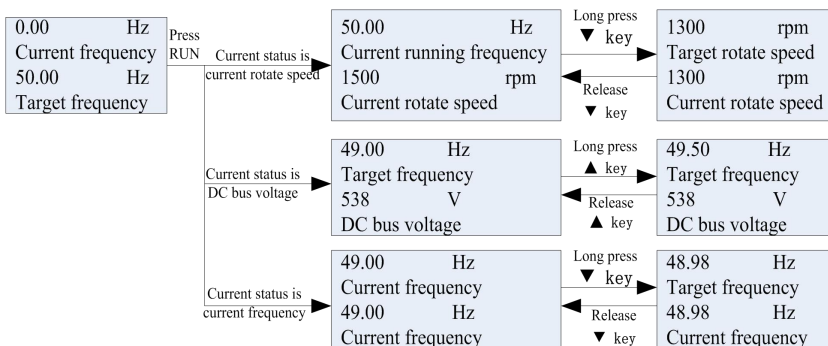 0.00 Hz
Current frequency
50.00 Hz
Target frequency
Press
RUN
Current status is
current rotate speed
50.00 Hz
Current running frequency
1500 rpm
Current rotate speed
Long press
▼ key
Release
▼ key
1300 rpm
Target rotate speed
1300 rpm
Current rotate speed
Current status is
DC bus voltage
49.00 Hz
Target frequency
538 V
DC bus voltage
Long press
▲ key
Release
▲ key
49.50 Hz
Target frequency
538 V
DC bus voltage
Current status is
current frequency
49.00 Hz
Current frequency
49.00 Hz
Current frequency
Long press
▼ key
Release
▼ key
48.98 Hz
Target frequency
48.98 Hz
Current frequency